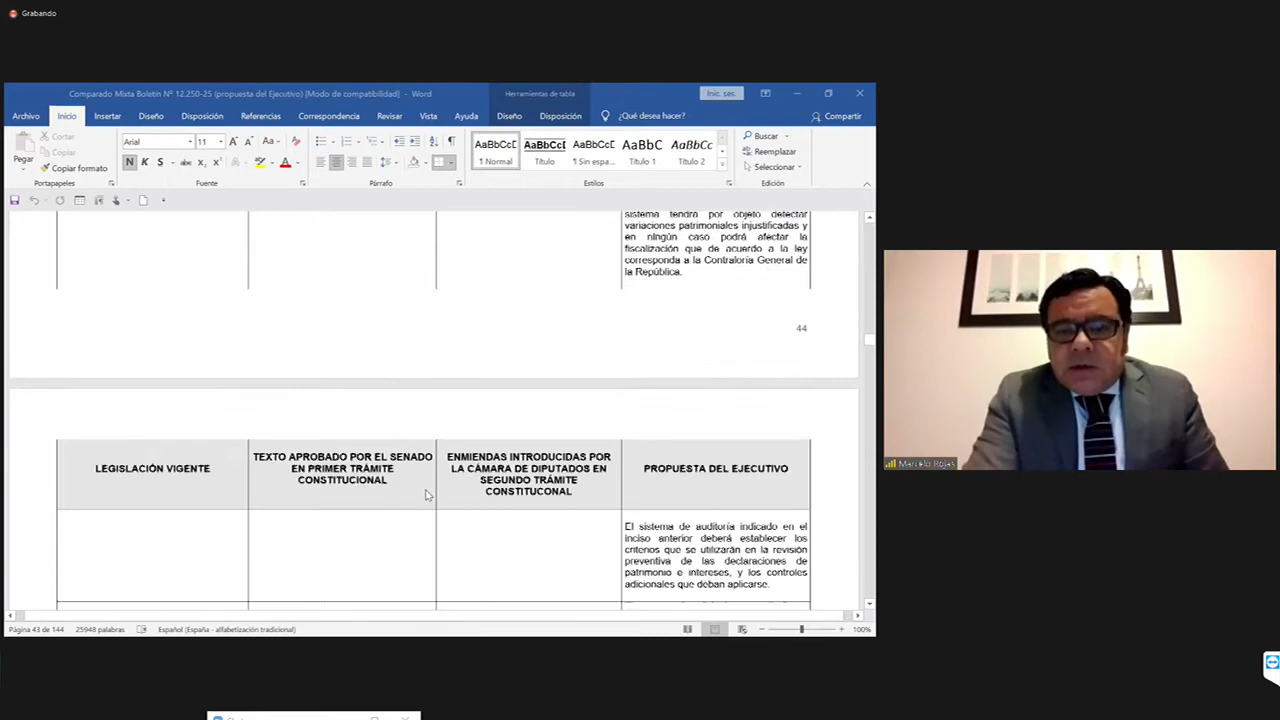 Grabando
Comparado Mixta Boletín Nº 12.250-25 (propuesta del Ejecutivo) [Modo de compatibilidad] - Word
Herramientas de tabla
Inic. ses.
Archivo Inicio Insertar Diseño Disposición Referencias Correspondencia Revisar Vista Ayuda Diseño Disposición ¿Qué desea hacer? Compartir
Pegar
Cortar
Copiar
Copiar formato
Portapapeles
Arial 11
N K S abc X₂ X²
Fuente
Párrafo
AaBbCcD AaBbCcD AaBbCcD AaBbC AaBbCc
¶ Normal Título ¶ Sin espa... Título 1 Título 2
Estilos
Buscar
Reemplazar
Seleccionar
Edición
sistema tendrá por objeto detectar
variaciones patrimoniales injustificadas y
en ningún caso podrá afectar la
fiscalización que de acuerdo a la ley
corresponda a la Contraloría General de
la República.
44
LEGISLACIÓN VIGENTE
TEXTO APROBADO POR EL SENADO
EN PRIMER TRÁMITE
CONSTITUCIONAL
ENMIENDAS INTRODUCIDAS POR
LA CÁMARA DE DIPUTADOS EN
SEGUNDO TRÁMITE
CONSTITUCONAL
PROPUESTA DEL EJECUTIVO
El sistema de auditoría indicado en el
inciso anterior deberá establecer los
criterios que se utilizarán en la revisión
preventiva de las declaraciones de
patrimonio e intereses, y los controles
adicionales que deban aplicarse.
Página 43 de 144 25948 palabras Español (España - alfabetización tradicional) 100%
Marcelo Rojas